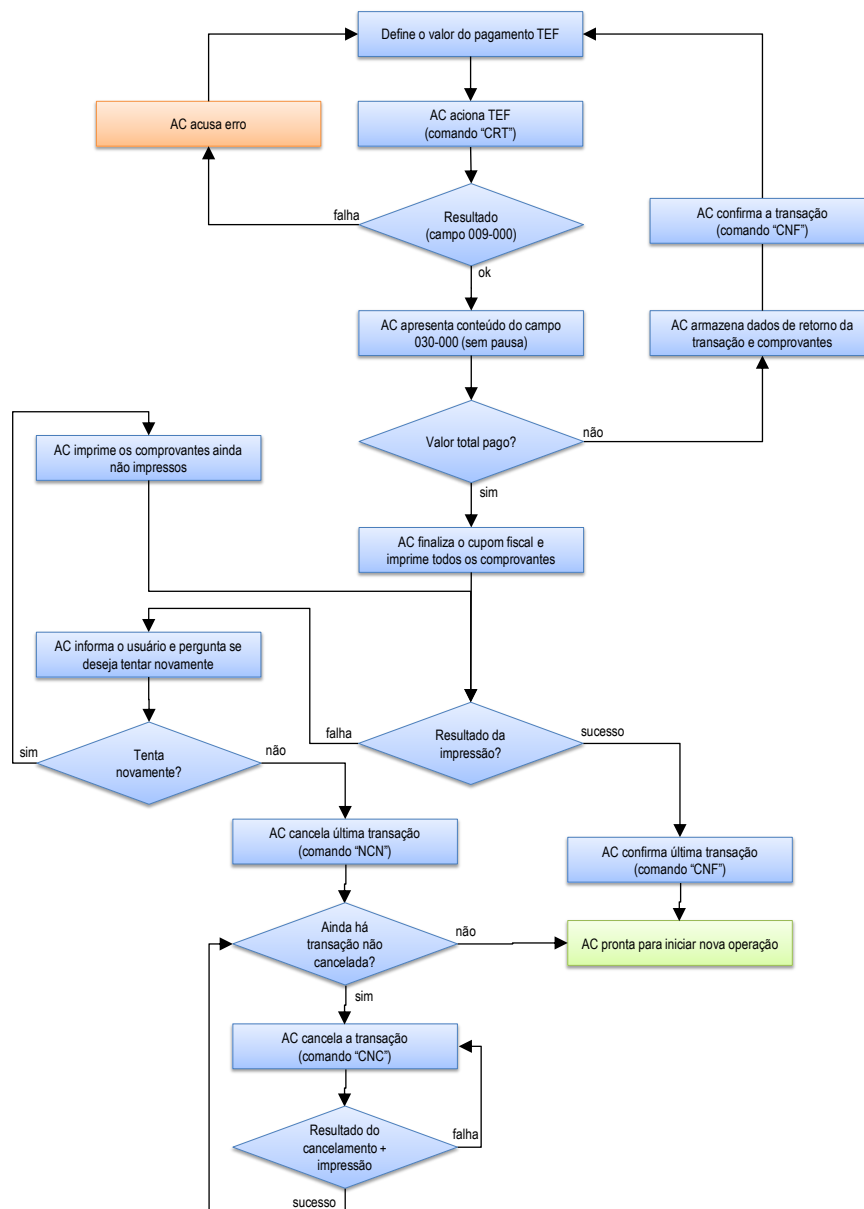 Define o valor do pagamento TEF
AC acusa erro
AC aciona TEF
(comando “CRT”)
falha
Resultado
(campo 009-000)
ok
AC confirma a transação
(comando “CNF”)
AC apresenta conteúdo do campo
030-000 (sem pausa)
AC armazena dados de retorno da
transação e comprovantes
Valor total pago?
não
sim
AC imprime os comprovantes ainda
não impressos
AC finaliza o cupom fiscal e
imprime todos os comprovantes
AC informa o usuário e pergunta se
deseja tentar novamente
falha
Resultado da
impressão?
sucesso
sim
Tenta
novamente?
não
AC cancela última transação
(comando “NCN”)
AC confirma última transação
(comando “CNF”)
Ainda há
transação não
cancelada?
não
AC pronta para iniciar nova operação
sim
AC cancela a transação
(comando “CNC”)
Resultado do
cancelamento +
impressão
falha
sucesso